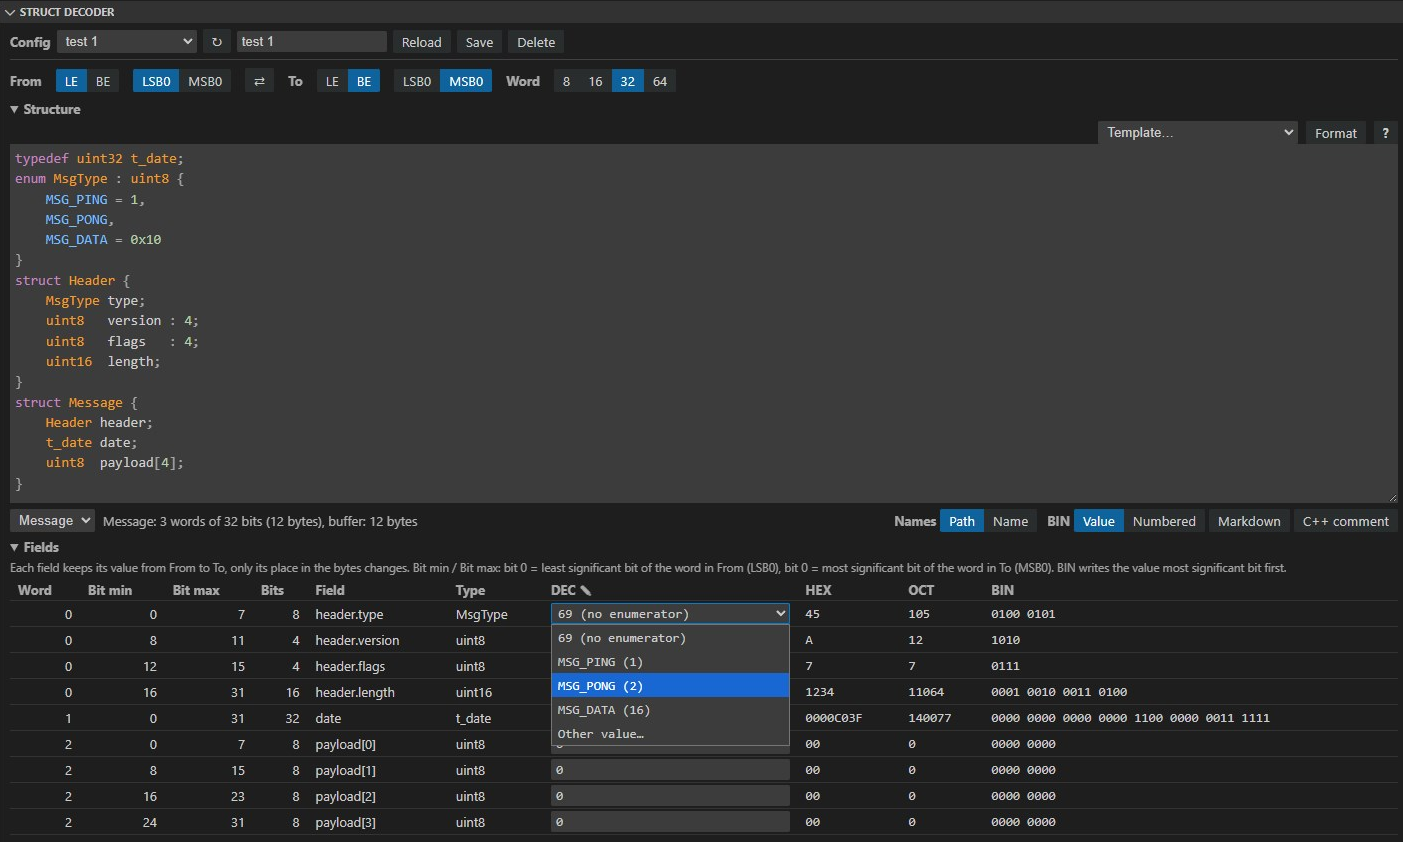 STRUCT DECODER
Config test 1 ↻ test 1 Reload Save Delete
From LE BE LSB0 MSB0 ⇄ To LE BE LSB0 MSB0 Word 8 16 32 64
▼ Structure
Template... Format ?
typedef uint32 t_date;
enum MsgType : uint8 {
    MSG_PING = 1,
    MSG_PONG,
    MSG_DATA = 0x10
}
struct Header {
    MsgType type;
    uint8   version : 4;
    uint8   flags   : 4;
    uint16  length;
}
struct Message {
    Header header;
    t_date date;
    uint8  payload[4];
}
Message Message: 3 words of 32 bits (12 bytes), buffer: 12 bytes Names Path Name BIN Value Numbered Markdown C++ comment
▼ Fields
Each field keeps its value from From to To, only its place in the bytes changes. Bit min / Bit max: bit 0 = least significant bit of the word in From (LSB0), bit 0 = most significant bit of the word in To (MSB0). BIN writes the value most significant bit first.
Word Bit min Bit max Bits Field Type DEC ✎ HEX OCT BIN
0 0 7 8 header.type MsgType 69 (no enumerator) 45 105 0100 0101
0 8 11 4 header.version uint8 69 (no enumerator) A 12 1010
0 12 15 4 header.flags uint8 MSG_PING (1) 7 7 0111
0 16 31 16 header.length uint16 MSG_PONG (2) 1234 11064 0001 0010 0011 0100
1 0 31 32 date t_date MSG_DATA (16) 0000C03F 140077 0000 0000 0000 0000 1100 0000 0011 1111
Other value…
2 0 7 8 payload[0] uint8 00 0 0000 0000
2 8 15 8 payload[1] uint8 0 00 0 0000 0000
2 16 23 8 payload[2] uint8 0 00 0 0000 0000
2 24 31 8 payload[3] uint8 0 00 0 0000 0000